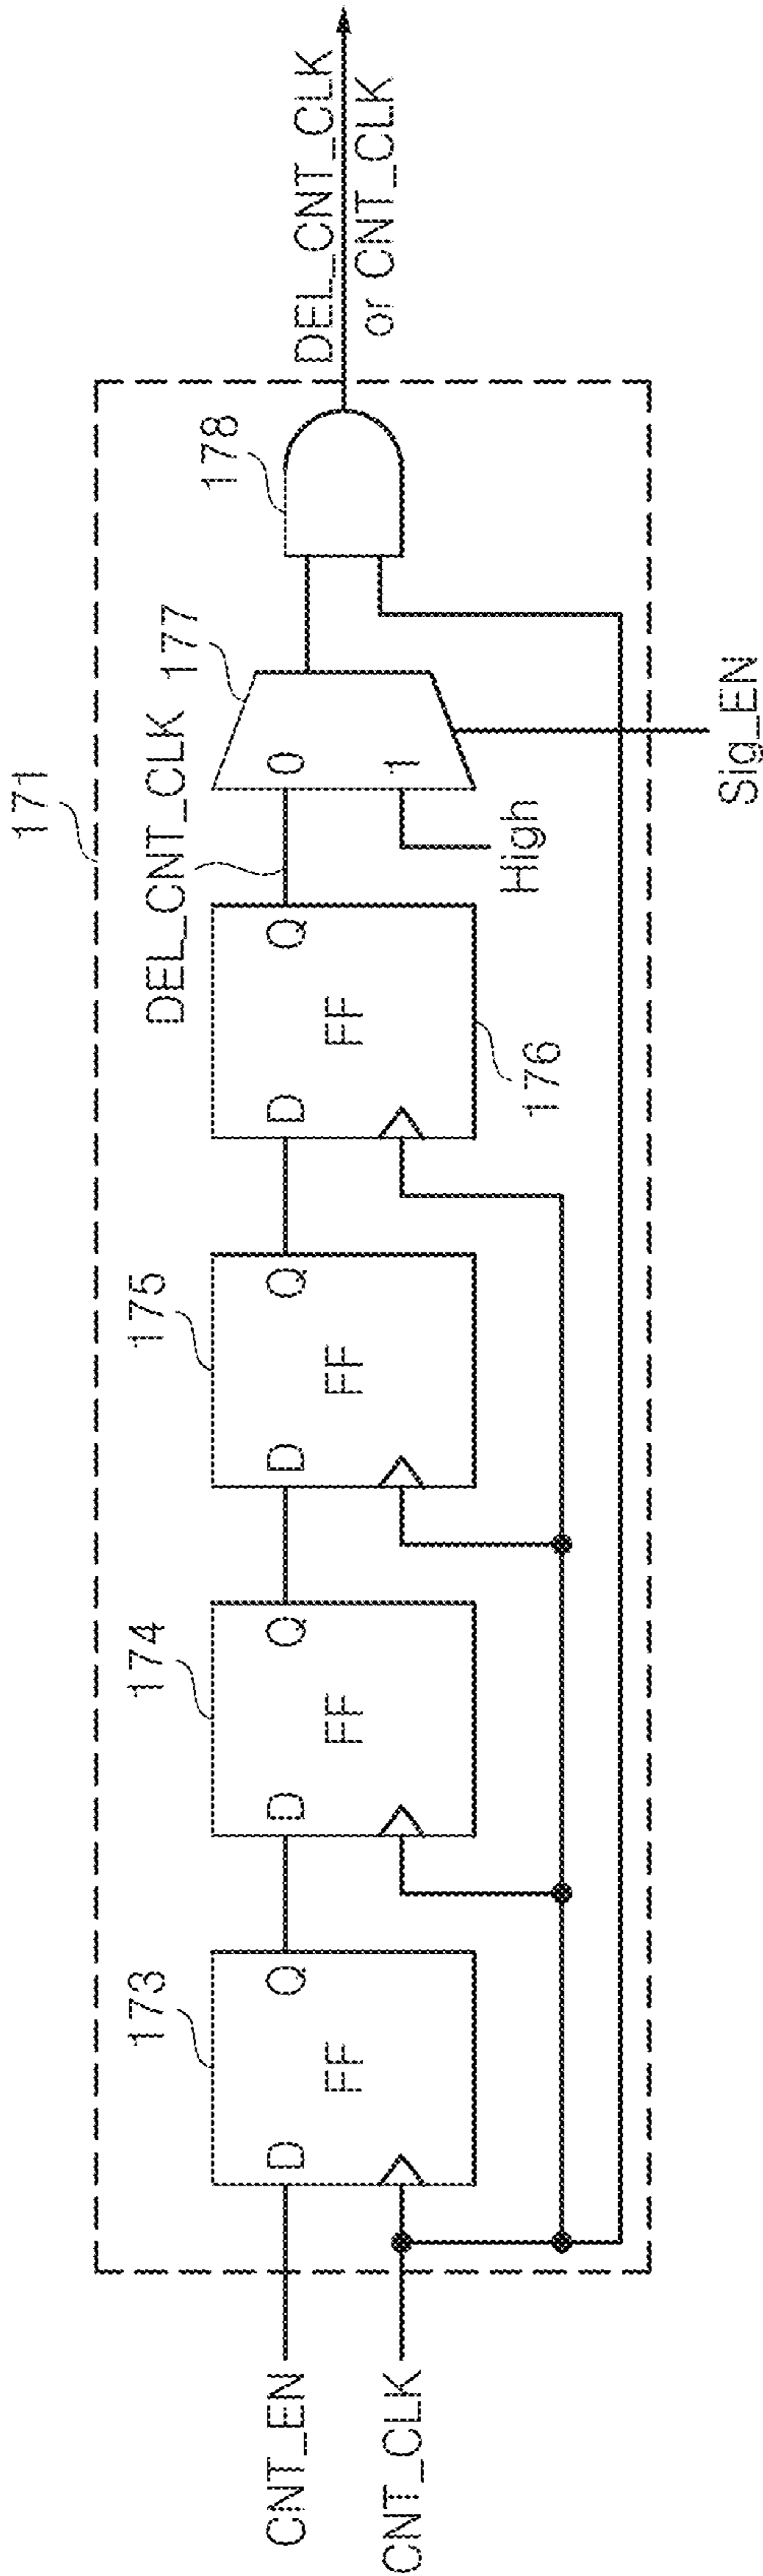 171
173
174
175
DEL_CNT_CLK
177
178
DEL_CNT_CLK
or CNT_CLK
CNT_EN
D
Q
D
Q
D
Q
D
Q
0
FF
FF
FF
FF
1
CNT_CLK
176
High
Sig_EN